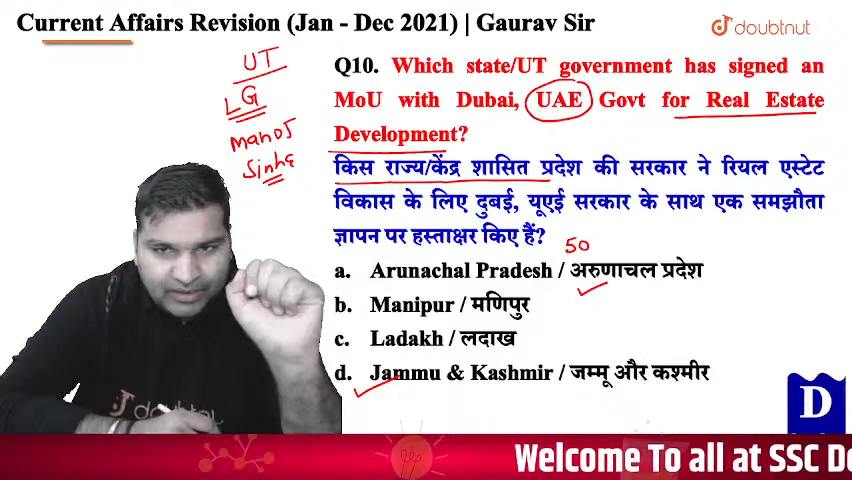 Current Affairs Revision (Jan - Dec 2021) | Gaurav Sir
doubtnut
UT
LG
Manoj
Sinha
Q10. Which state/UT government has signed an
MoU with Dubai, UAE Govt for Real Estate
Development?
किस राज्य/केंद्र शासित प्रदेश की सरकार ने रियल एस्टेट
विकास के लिए दुबई, यूएई सरकार के साथ एक समझौता
ज्ञापन पर हस्ताक्षर किए हैं?
50
a. Arunachal Pradesh / अरुणाचल प्रदेश
b. Manipur / मणिपुर
c. Ladakh / लदाख
d. Jammu & Kashmir / जम्मू और कश्मीर
D
Welcome To all at SSC